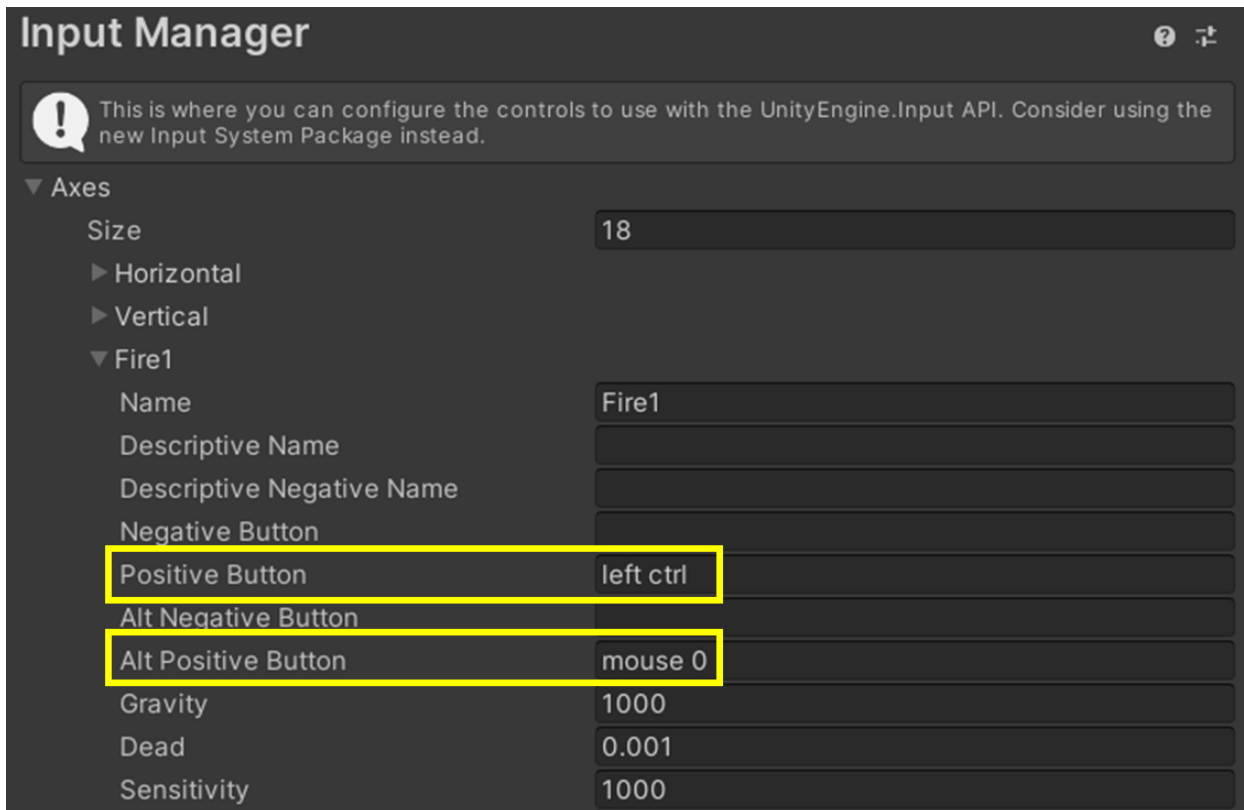 Input Manager
This is where you can configure the controls to use with the UnityEngine.Input API. Consider using the
new Input System Package instead.
Axes
Size 18
Horizontal
Vertical
Fire1
Name Fire1
Descriptive Name
Descriptive Negative Name
Negative Button
Positive Button left ctrl
Alt Negative Button
Alt Positive Button mouse 0
Gravity 1000
Dead 0.001
Sensitivity 1000